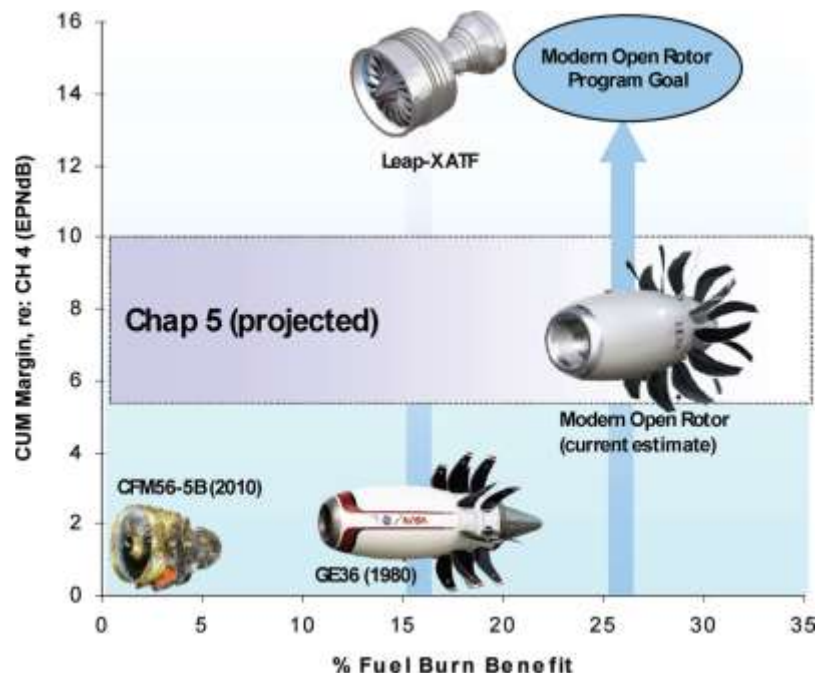 16
14
12
10
8
6
4
2
0
CUM Margin, re: CH 4 (EPNdB)
Modern Open Rotor
Program Goal
Leap-X ATF
Chap 5 (projected)
Modern Open Rotor
(current estimate)
CFM56-5B (2010)
NASA
GE36 (1980)
0 5 10 15 20 25 30 35
% Fuel Burn Benefit